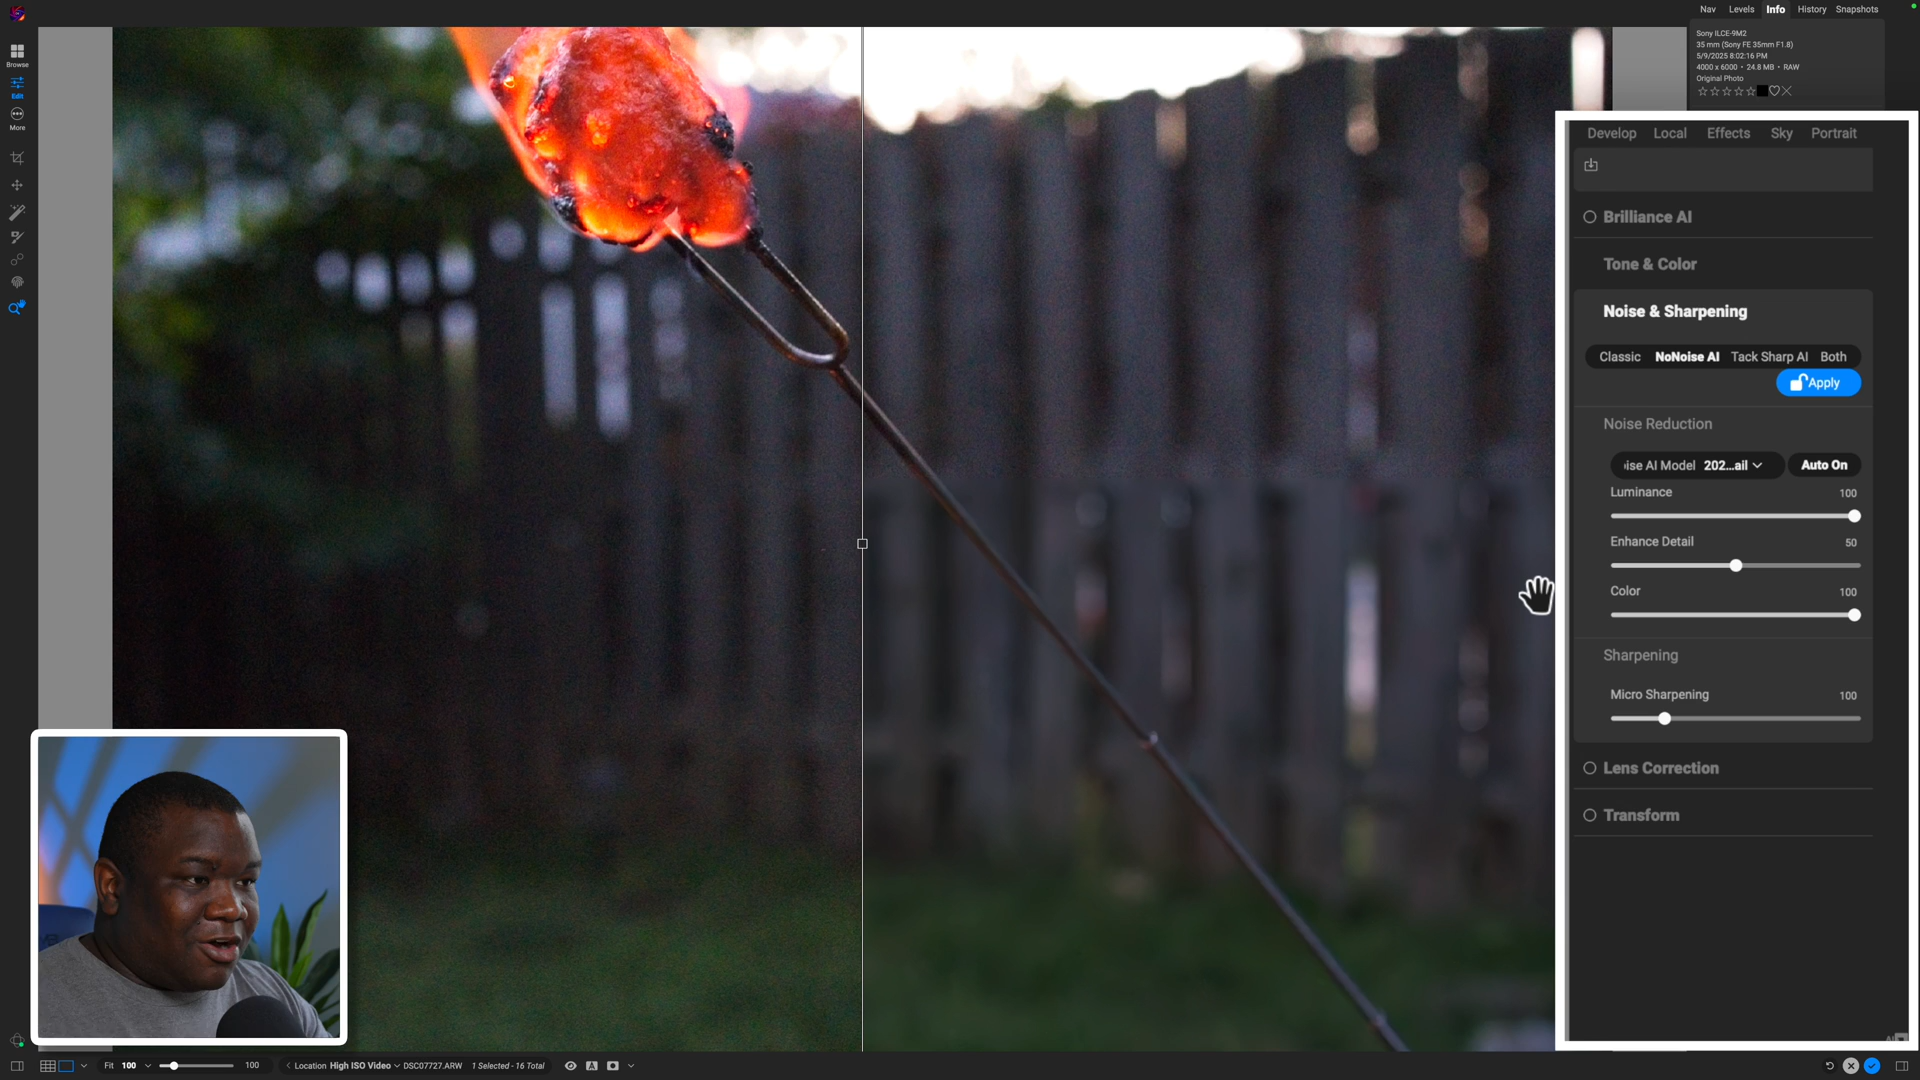 Nav Levels Info History Snapshots
Sony ILCE-9M2
35 mm (Sony FE 35mm F1.8)
5/9/2025 8:02:16 PM
4000 x 6000 • 24.8 MB • RAW
Original Photo
Browse
Edit
More
Develop Local Effects Sky Portrait
Brilliance AI
Tone & Color
Noise & Sharpening
Classic NoNoise AI Tack Sharp AI Both
Apply
Noise Reduction
ise AI Model 202...ail Auto On
Luminance 100
Enhance Detail 50
Color 100
Sharpening
Micro Sharpening 100
Lens Correction
Transform
Fit 100 100 Location High ISO Video DSC07727.ARW 1 Selected - 16 Total A